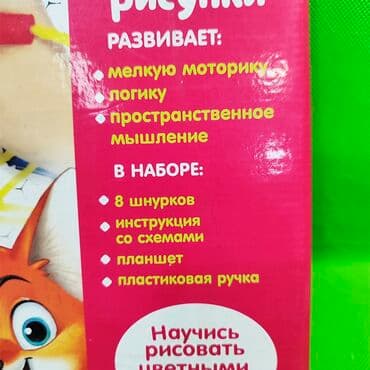 рисунки
РАЗВИВАЕТ:
мелкую моторику
логику
пространственное
мышление
В НАБОРЕ:
8 шнурков
инструкция
со схемами
планшет
пластиковая ручка
Научись
рисовать
цветными